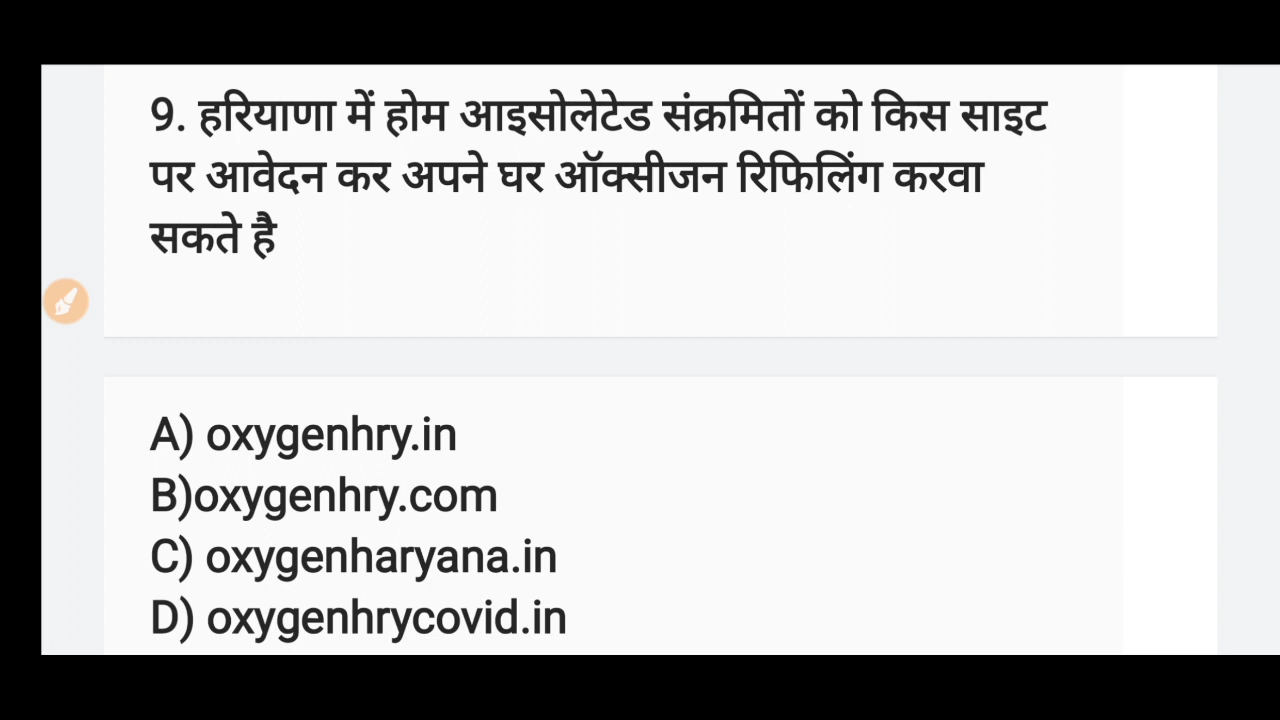 9. हरियाणा में होम आइसोलेटेड संक्रमितों को किस साइट
पर आवेदन कर अपने घर ऑक्सीजन रिफिलिंग करवा
सकते है
A) oxygenhry.in
B)oxygenhry.com
C) oxygenharyana.in
D) oxygenhrycovid.in